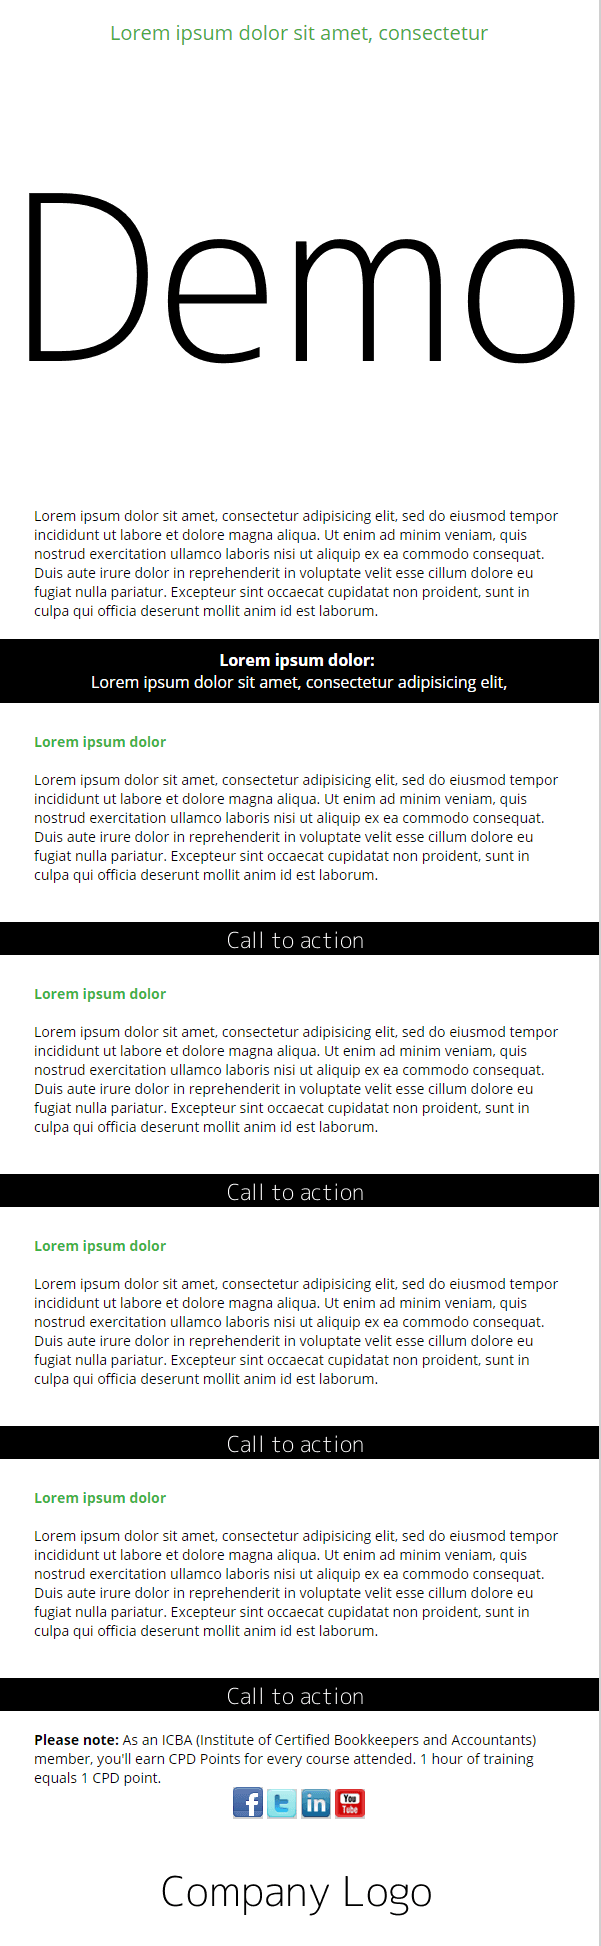 Lorem ipsum dolor sit amet, consectetur
Demo
Lorem ipsum dolor sit amet, consectetur adipisicing elit, sed do eiusmod tempor
incididunt ut labore et dolore magna aliqua. Ut enim ad minim veniam, quis
nostrud exercitation ullamco laboris nisi ut aliquip ex ea commodo consequat.
Duis aute irure dolor in reprehenderit in voluptate velit esse cillum dolore eu
fugiat nulla pariatur. Excepteur sint occaecat cupidatat non proident, sunt in
culpa qui officia deserunt mollit anim id est laborum.
Lorem ipsum dolor:
Lorem ipsum dolor sit amet, consectetur adipisicing elit,
Lorem ipsum dolor
Lorem ipsum dolor sit amet, consectetur adipisicing elit, sed do eiusmod tempor
incididunt ut labore et dolore magna aliqua. Ut enim ad minim veniam, quis
nostrud exercitation ullamco laboris nisi ut aliquip ex ea commodo consequat.
Duis aute irure dolor in reprehenderit in voluptate velit esse cillum dolore eu
fugiat nulla pariatur. Excepteur sint occaecat cupidatat non proident, sunt in
culpa qui officia deserunt mollit anim id est laborum.
Call to action
Lorem ipsum dolor
Lorem ipsum dolor sit amet, consectetur adipisicing elit, sed do eiusmod tempor
incididunt ut labore et dolore magna aliqua. Ut enim ad minim veniam, quis
nostrud exercitation ullamco laboris nisi ut aliquip ex ea commodo consequat.
Duis aute irure dolor in reprehenderit in voluptate velit esse cillum dolore eu
fugiat nulla pariatur. Excepteur sint occaecat cupidatat non proident, sunt in
culpa qui officia deserunt mollit anim id est laborum.
Call to action
Lorem ipsum dolor
Lorem ipsum dolor sit amet, consectetur adipisicing elit, sed do eiusmod tempor
incididunt ut labore et dolore magna aliqua. Ut enim ad minim veniam, quis
nostrud exercitation ullamco laboris nisi ut aliquip ex ea commodo consequat.
Duis aute irure dolor in reprehenderit in voluptate velit esse cillum dolore eu
fugiat nulla pariatur. Excepteur sint occaecat cupidatat non proident, sunt in
culpa qui officia deserunt mollit anim id est laborum.
Call to action
Lorem ipsum dolor
Lorem ipsum dolor sit amet, consectetur adipisicing elit, sed do eiusmod tempor
incididunt ut labore et dolore magna aliqua. Ut enim ad minim veniam, quis
nostrud exercitation ullamco laboris nisi ut aliquip ex ea commodo consequat.
Duis aute irure dolor in reprehenderit in voluptate velit esse cillum dolore eu
fugiat nulla pariatur. Excepteur sint occaecat cupidatat non proident, sunt in
culpa qui officia deserunt mollit anim id est laborum.
Call to action
Please note: As an ICBA (Institute of Certified Bookkeepers and Accountants)
member, you'll earn CPD Points for every course attended. 1 hour of training
equals 1 CPD point.
f t in You Tube
Company Logo